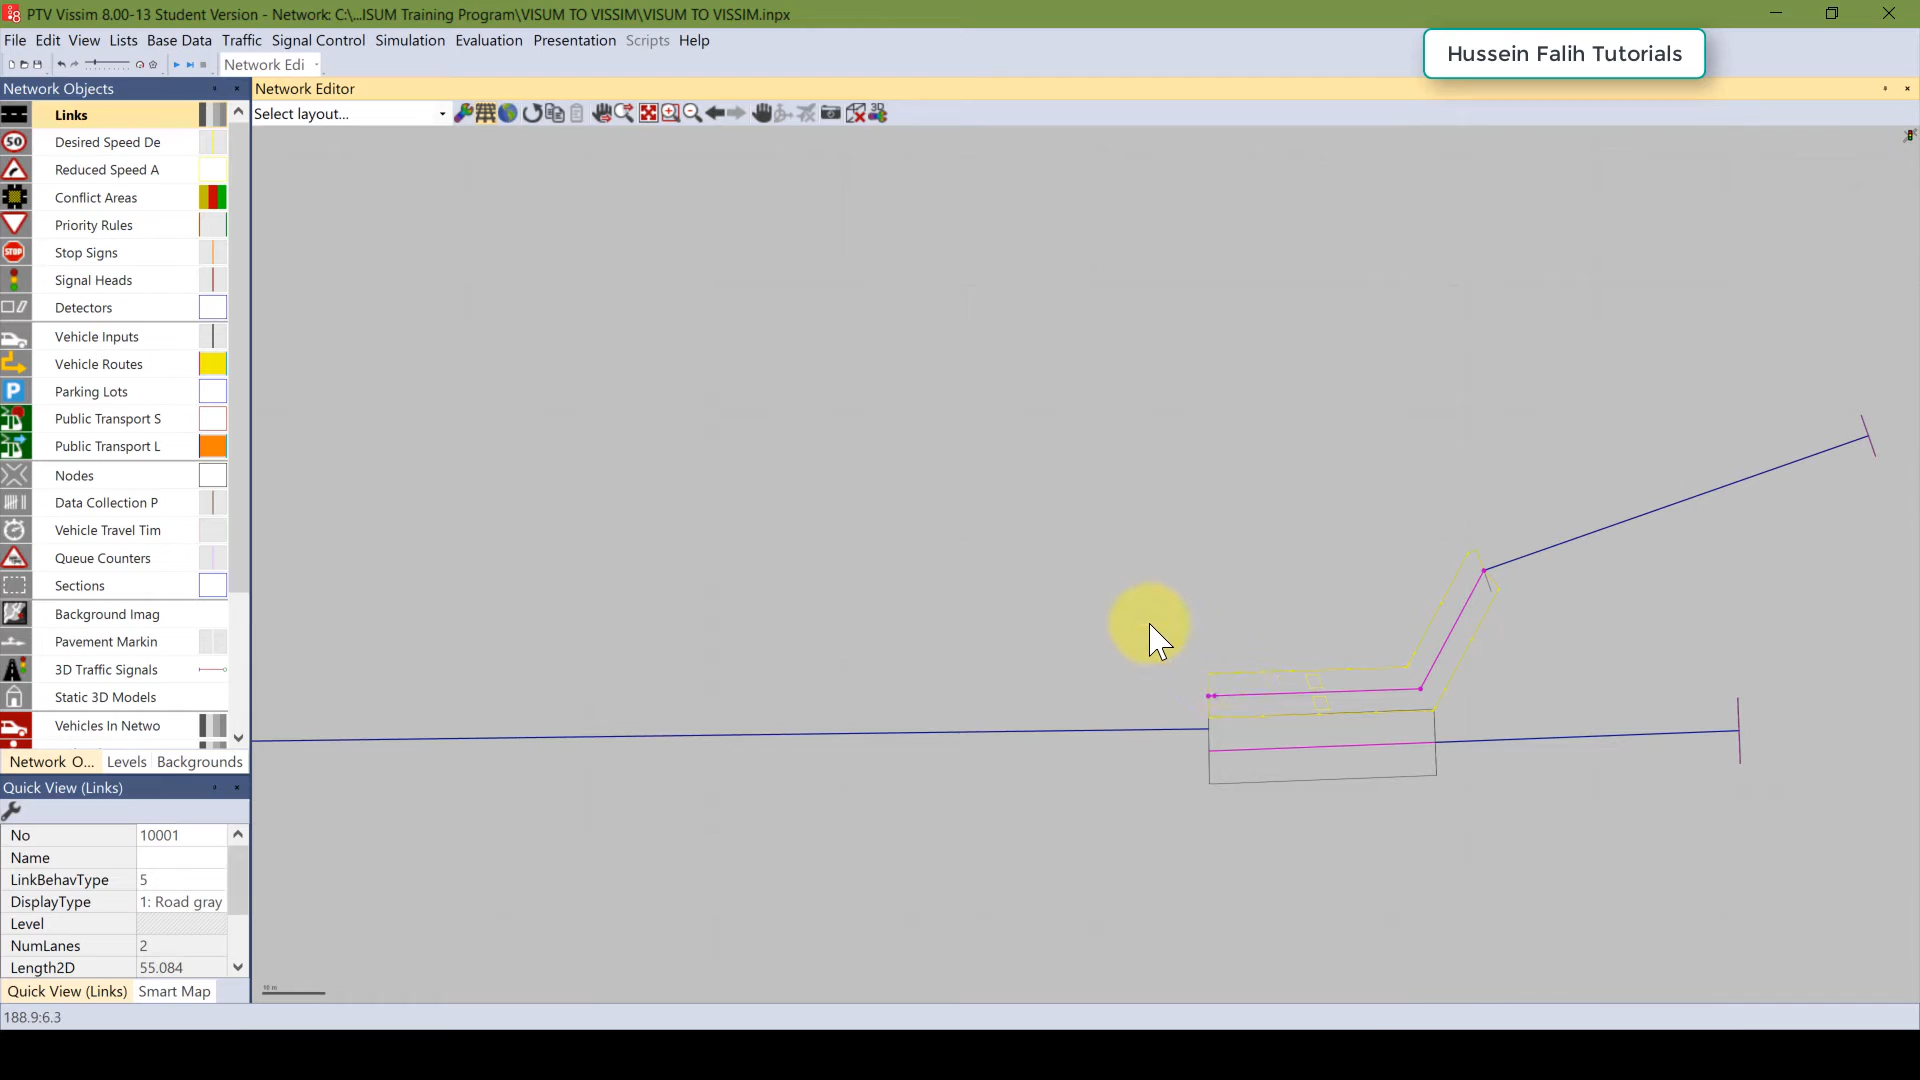 PTV Vissim 8.00-13 Student Version - Network: C:\...ISUM Training Program\VISUM TO VISSIM\VISUM TO VISSIM.inpx
File Edit View Lists Base Data Traffic Signal Control Simulation Evaluation Presentation Scripts Help
Hussein Falih Tutorials
Network Edi
Network Objects
Network Editor
Select layout...
3D
Links
50
Desired Speed De
Reduced Speed A
Conflict Areas
Priority Rules
STOP
Stop Signs
Signal Heads
Detectors
Vehicle Inputs
Vehicle Routes
P
Parking Lots
Public Transport S
Public Transport L
Nodes
Data Collection P
Vehicle Travel Tim
Queue Counters
Sections
Background Imag
Pavement Markin
3D Traffic Signals
Static 3D Models
Vehicles In Netwo
Network O... Levels Backgrounds
Quick View (Links)
No 10001
Name
LinkBehavType 5
DisplayType 1: Road gray
Level
NumLanes 2
Length2D 55.084
Quick View (Links) Smart Map
10 m
188.9:6.3